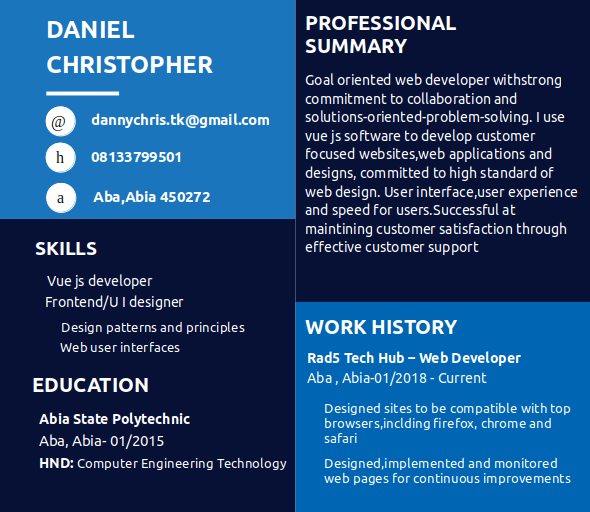 DANIEL
CHRISTOPHER
@ dannychris.tk@gmail.com
h 08133799501
a Aba,Abia 450272
SKILLS
Vue js developer
Frontend/U I designer
Design patterns and principles
Web user interfaces
EDUCATION
Abia State Polytechnic
Aba, Abia- 01/2015
HND: Computer Engineering Technology
PROFESSIONAL
SUMMARY
Goal oriented web developer withstrong
commitment to collaboration and
solutions-oriented-problem-solving. I use
vue js software to develop customer
focused websites,web applications and
designs, committed to high standard of
web design. User interface,user experience
and speed for users.Successful at
maintining customer satisfaction through
effective customer support
WORK HISTORY
Rad5 Tech Hub – Web Developer
Aba , Abia-01/2018 - Current
Designed sites to be compatible with top
browsers,inclding firefox, chrome and
safari
Designed,implemented and monitored
web pages for continuous improvements